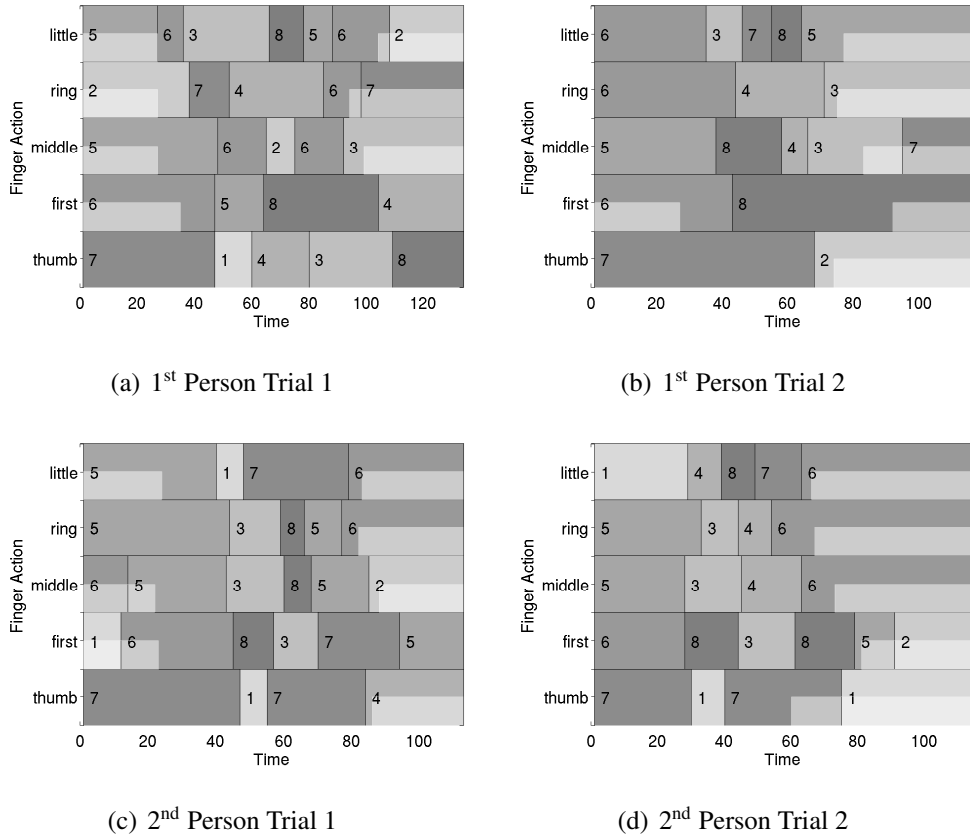 Finger Action
little 5 6 3 8 5 6 2
ring 2 7 4 6 7
middle 5 6 2 6 3
first 6 5 8 4
thumb 7 1 4 3 8
0 20 40 60 80 100 120
Time
(a) 1st Person Trial 1
Finger Action
little 6 3 7 8 5
ring 6 4 3
middle 5 8 4 3 7
first 6 8
thumb 7 2
0 20 40 60 80 100
Time
(b) 1st Person Trial 2
Finger Action
little 5 1 7 6
ring 5 3 8 5 6
middle 6 5 3 8 5 2
first 1 6 8 3 7 5
thumb 7 1 7 4
0 20 40 60 80 100
Time
(c) 2nd Person Trial 1
Finger Action
little 1 4 8 7 6
ring 5 3 4 6
middle 5 3 4 6
first 6 8 3 8 5 2
thumb 7 1 7 1
0 20 40 60 80 100
Time
(d) 2nd Person Trial 2